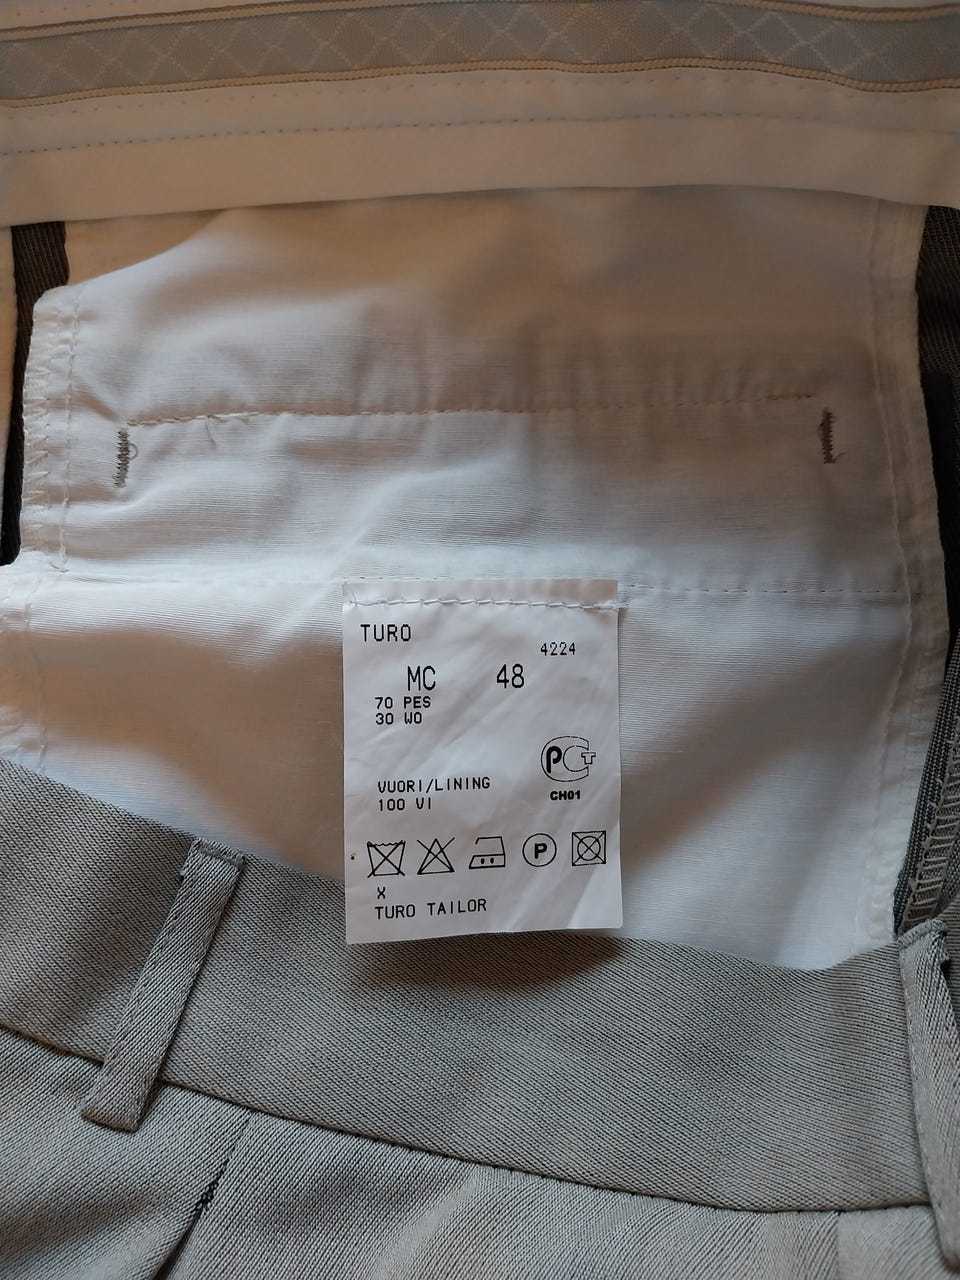 TURO
4224
MC 48
70 PES
30 WO
PCT
CH01
VUORI/LINING
100 VI
P
X
TURO TAILOR